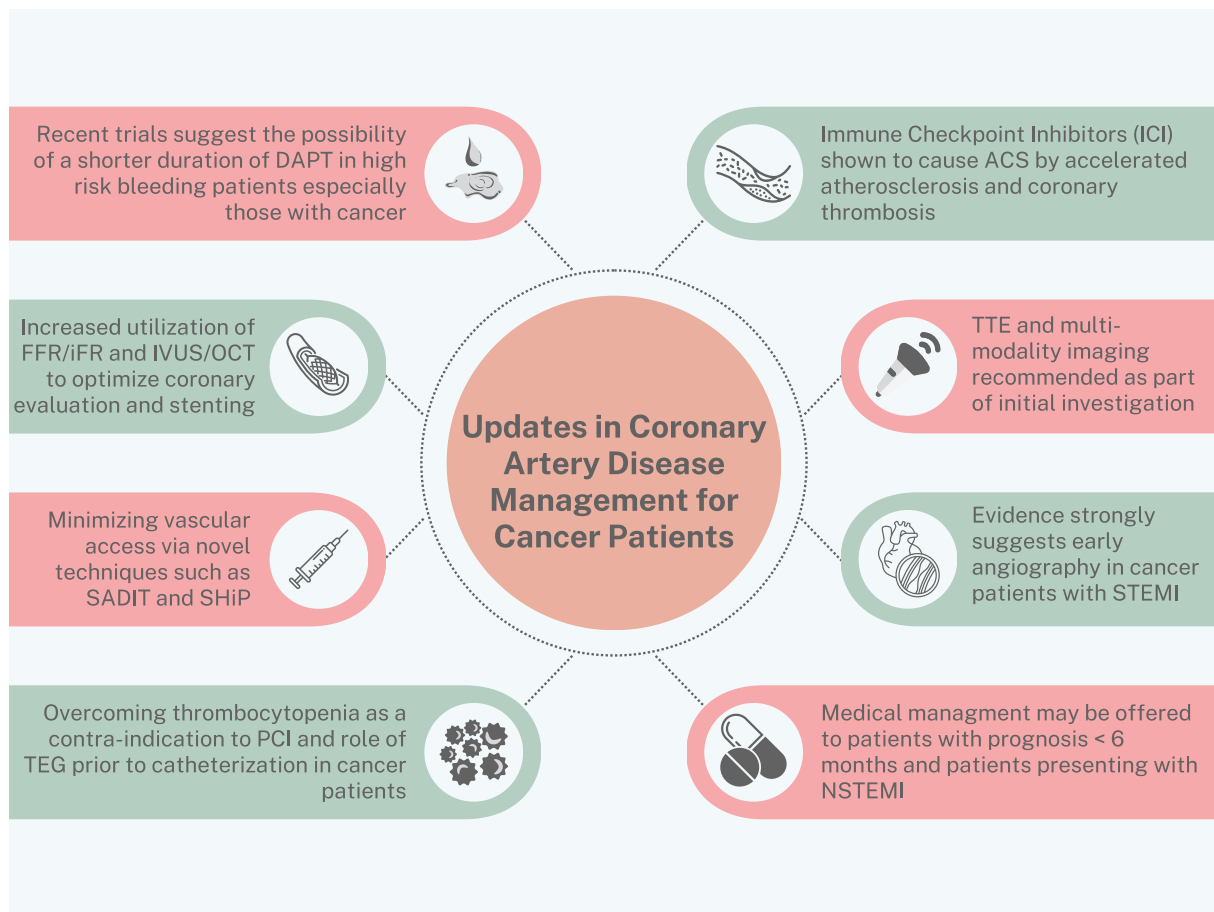 Recent trials suggest the possibility
of a shorter duration of DAPT in high
risk bleeding patients especially
those with cancer
Immune Checkpoint Inhibitors (ICI)
shown to cause ACS by accelerated
atherosclerosis and coronary
thrombosis
Increased utilization of
FFR/iFR and IVUS/OCT
to optimize coronary
evaluation and stenting
TTE and multi-
modality imaging
recommended as part
of initial investigation
Updates in Coronary
Artery Disease
Management for
Cancer Patients
Minimizing vascular
access via novel
techniques such as
SADIT and SHiP
Evidence strongly
suggests early
angiography in cancer
patients with STEMI
Overcoming thrombocytopenia as a
contra-indication to PCI and role of
TEG prior to catheterization in cancer
patients
Medical managment may be offered
to patients with prognosis < 6
months and patients presenting with
NSTEMI